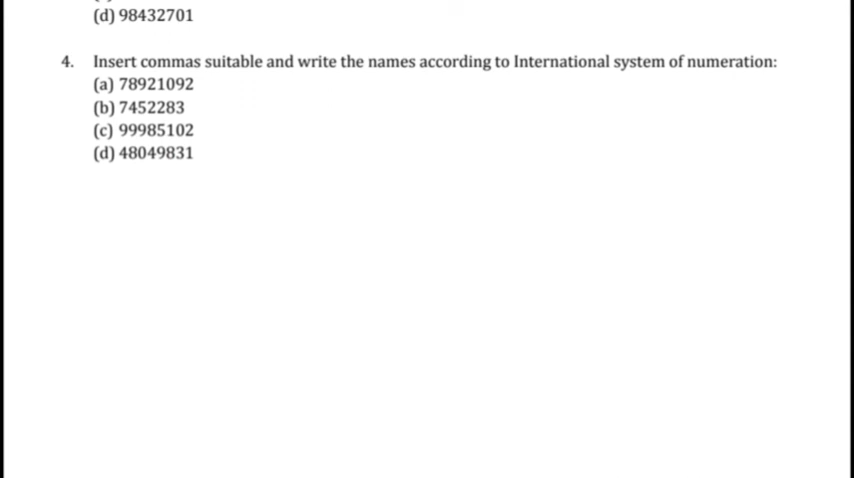 (d) 98432701
4. Insert commas suitable and write the names according to International system of numeration:
(a) 78921092
(b) 7452283
(c) 99985102
(d) 48049831